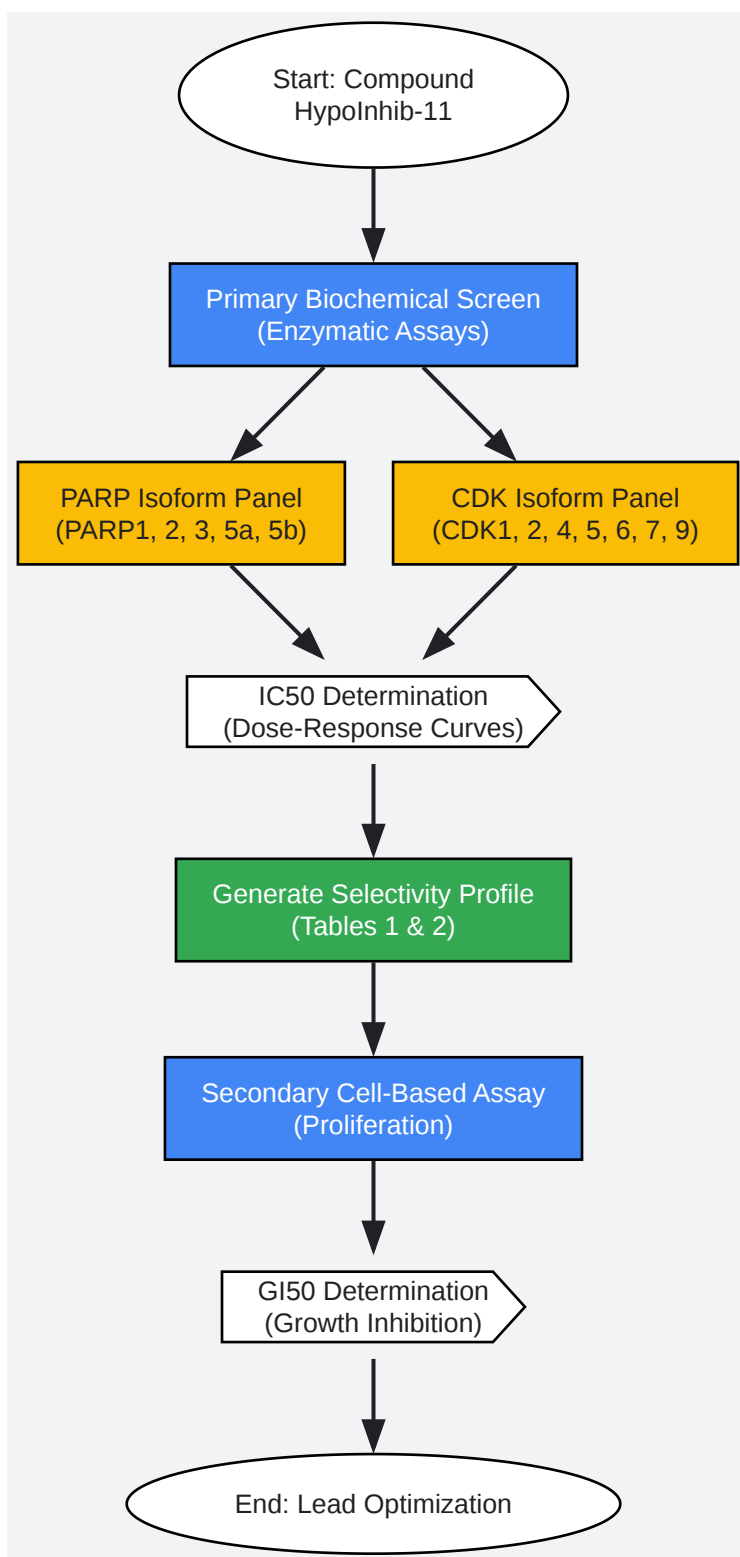 Start: Compound
HypoInhib-11
Primary Biochemical Screen
(Enzymatic Assays)
PARP Isoform Panel
(PARP1, 2, 3, 5a, 5b)
CDK Isoform Panel
(CDK1, 2, 4, 5, 6, 7, 9)
IC50 Determination
(Dose-Response Curves)
Generate Selectivity Profile
(Tables 1 & 2)
Secondary Cell-Based Assay
(Proliferation)
GI50 Determination
(Growth Inhibition)
End: Lead Optimization